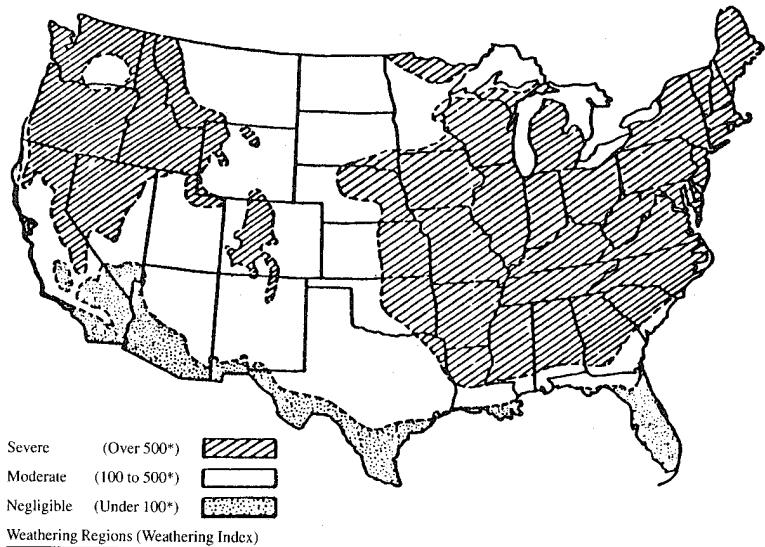 Severe (Over 500*)
Moderate (100 to 500*)
Negligible (Under 100*)
Weathering Regions (Weathering Index)